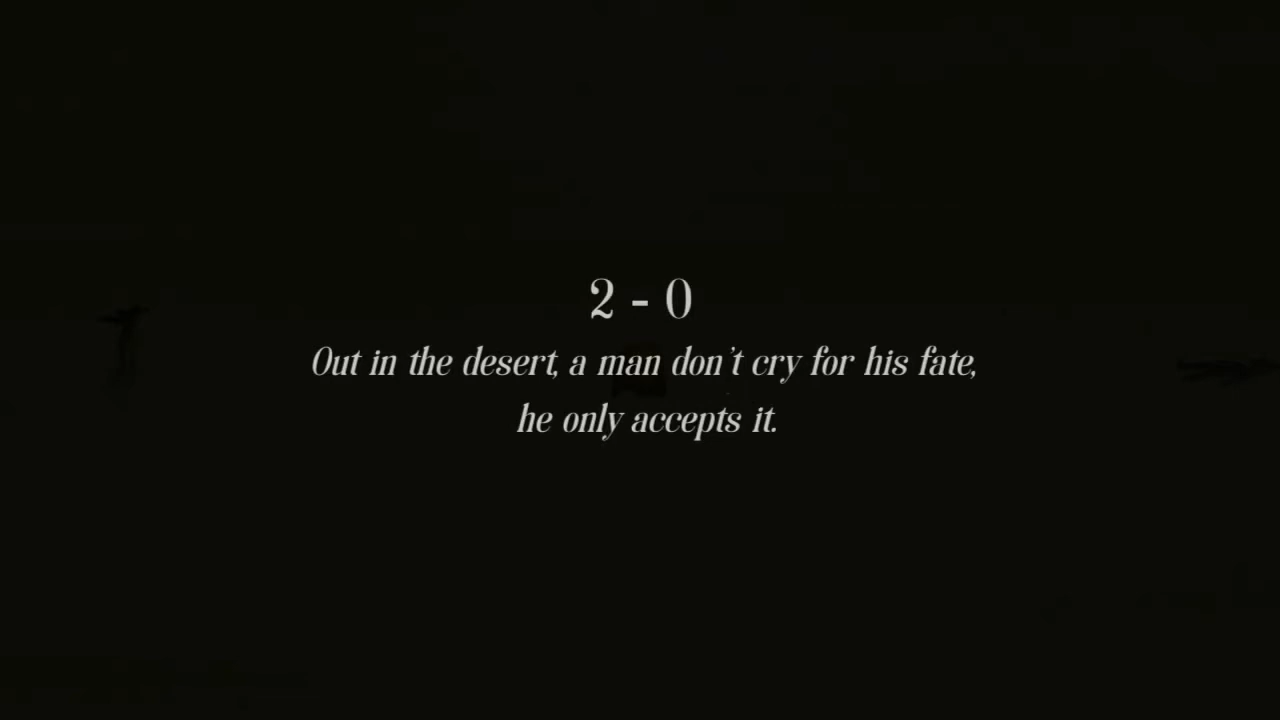 2 - 0
Out in the desert, a man don't cry for his fate,
he only accepts it.